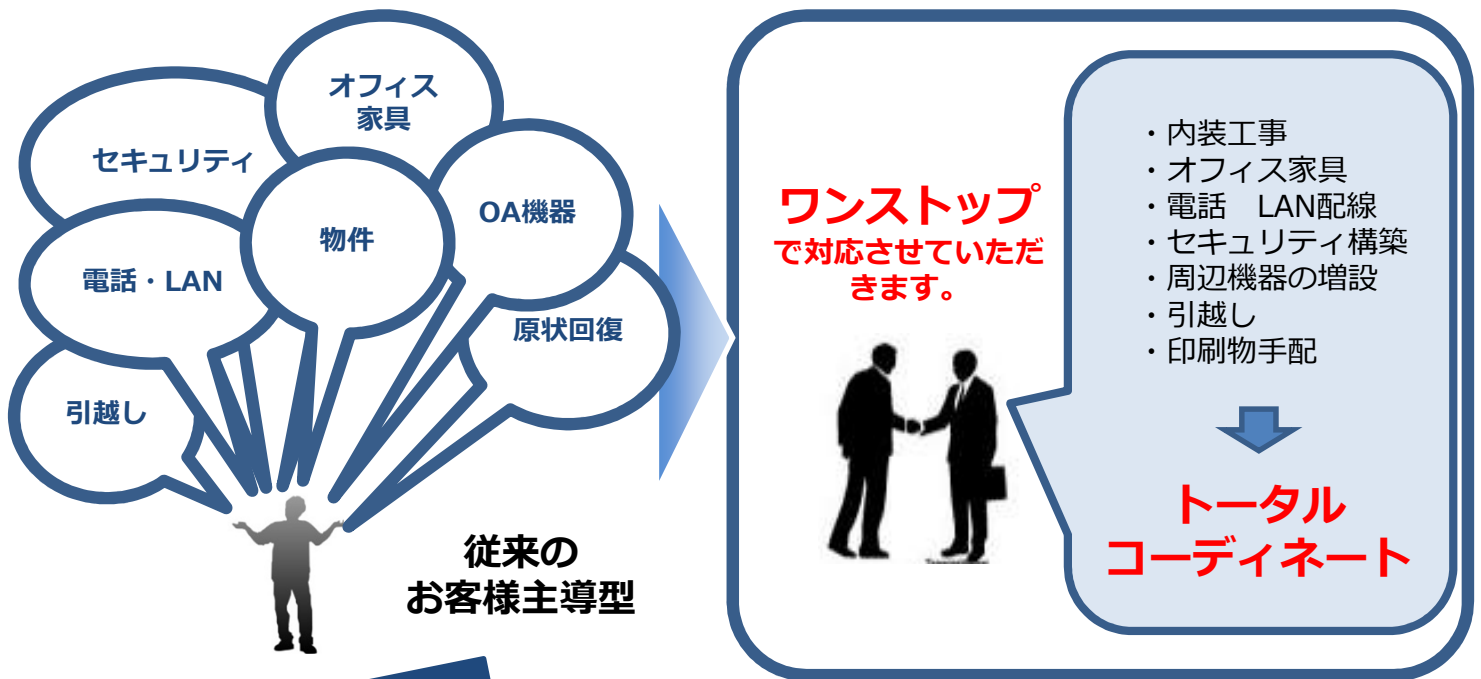 オフィス
家具
セキュリティ
OA機器
物件
電話・LAN
原状回復
引越し
従来の
お客様主導型
ワンストップ
で対応させていただ
きます。
・内装工事
・オフィス家具
・電話　LAN配線
・セキュリティ構築
・周辺機器の増設
・引越し
・印刷物手配
トータル
コーディネート